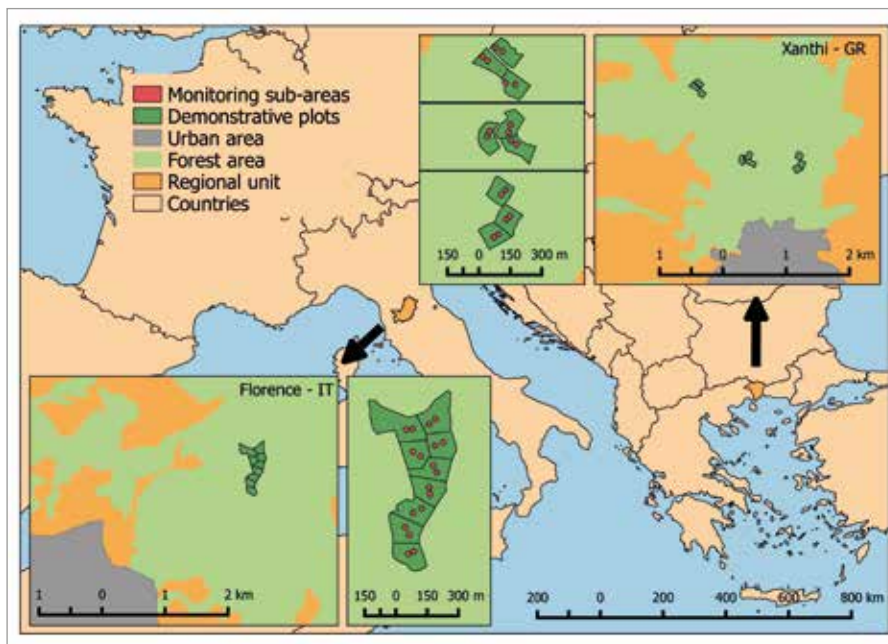 Monitoring sub-areas
Demonstrative plots
Urban area
Forest area
Regional unit
Countries
150 0 150 300 m
Xanthi - GR
1 0 1 2 km
Florence - IT
1 0 1 2 km
150 0 150 300 m
200 0 200 400 600 800 km